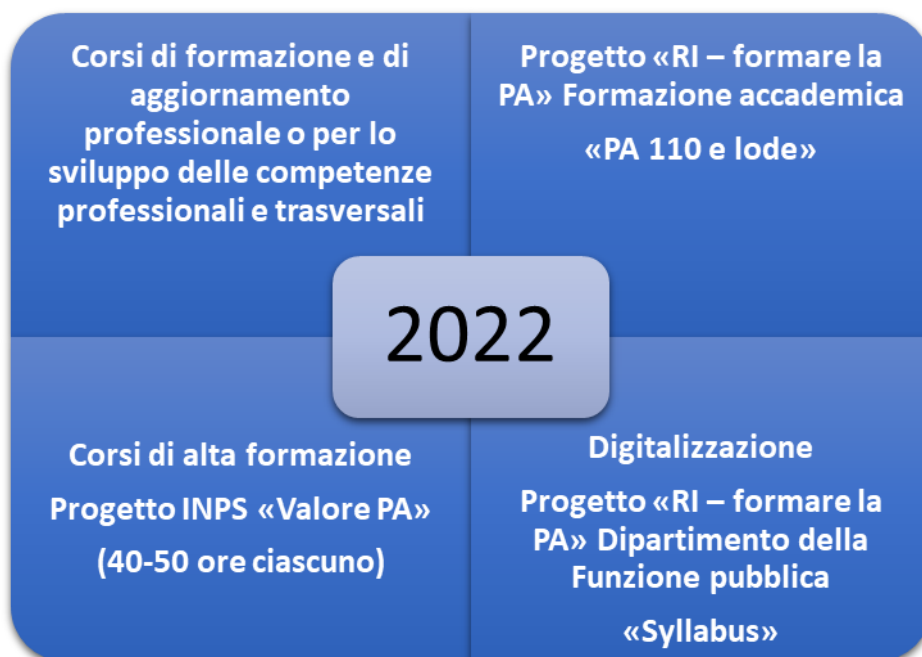 Corsi di formazione e di
aggiornamento
professionale o per lo
sviluppo delle competenze
professionali e trasversali
Progetto «RI – formare la
PA» Formazione accademica
«PA 110 e lode»
2022
Corsi di alta formazione
Progetto INPS «Valore PA»
(40-50 ore ciascuno)
Digitalizzazione
Progetto «RI – formare la
PA» Dipartimento della
Funzione pubblica
«Syllabus»